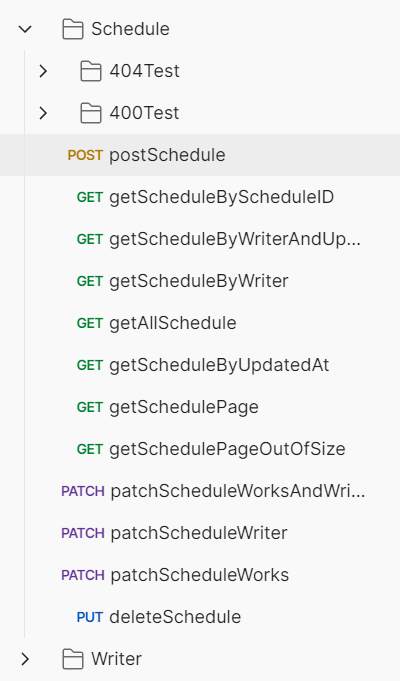 Schedule
404Test
400Test
POST postSchedule
GET getScheduleByScheduleID
GET getScheduleByWriterAndUp...
GET getScheduleByWriter
GET getAllSchedule
GET getScheduleByUpdatedAt
GET getSchedulePage
GET getSchedulePageOutOfSize
PATCH patchScheduleWorksAndWri...
PATCH patchScheduleWriter
PATCH patchScheduleWorks
PUT deleteSchedule
Writer